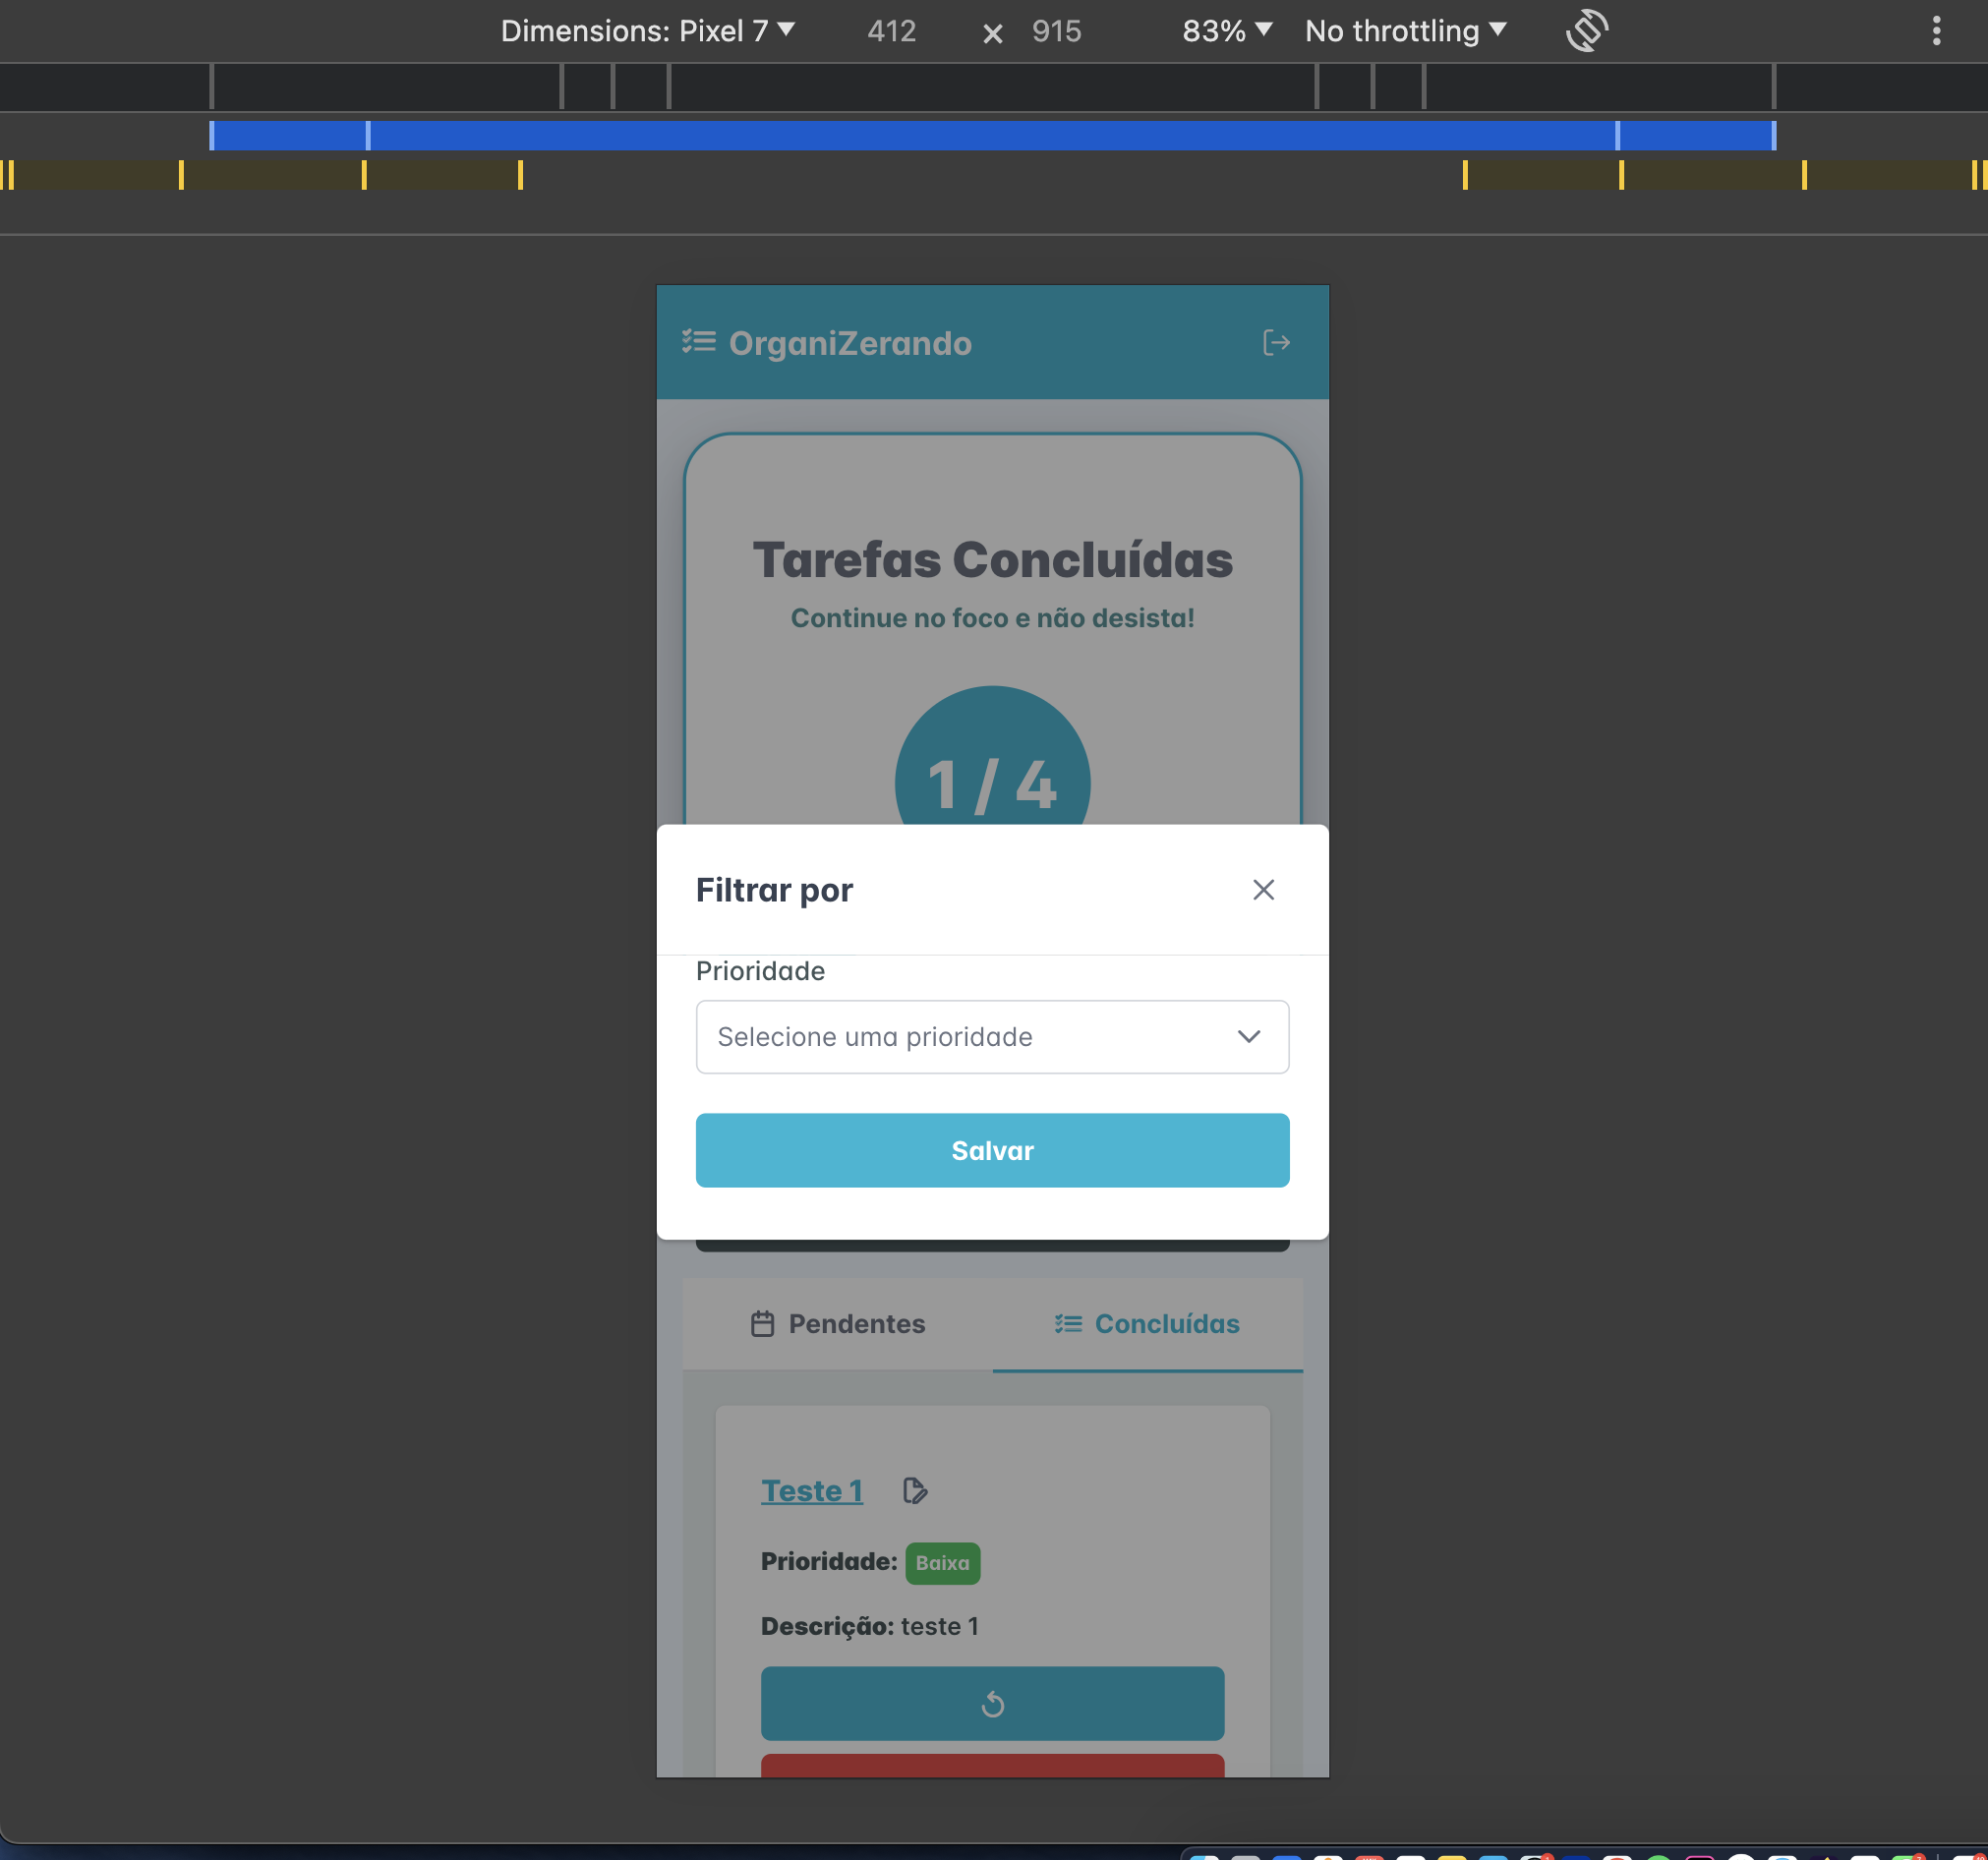 Dimensions: Pixel 7 ▼ 412 × 915 83% ▼ No throttling ▼
OrganiZerando
Tarefas Concluídas
Continue no foco e não desista!
1 / 4
Filtrar por
Prioridade
Selecione uma prioridade
Salvar
Pendentes Concluídas
Teste 1
Prioridade: Baixa
Descrição: teste 1